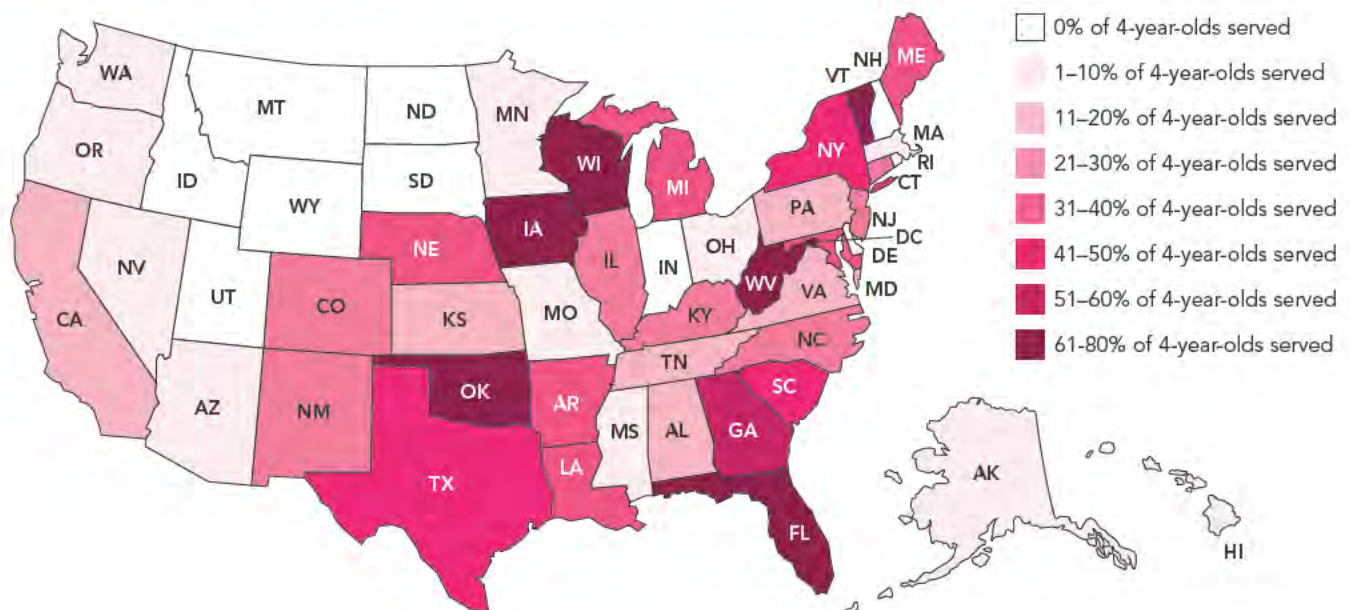 0% of 4-year-olds served
1–10% of 4-year-olds served
11–20% of 4-year-olds served
21–30% of 4-year-olds served
31–40% of 4-year-olds served
41–50% of 4-year-olds served
51–60% of 4-year-olds served
61-80% of 4-year-olds served
WA
MT
ND
MN
VT
NH
ME
OR
ID
SD
WI
NY
MA
RI
CT
WY
MI
PA
NJ
DC
DE
MD
NV
UT
NE
IA
IL
IN
OH
WV
VA
CA
CO
KS
MO
KY
NC
TN
AZ
NM
OK
AR
SC
MS
AL
GA
TX
LA
FL
AK
HI